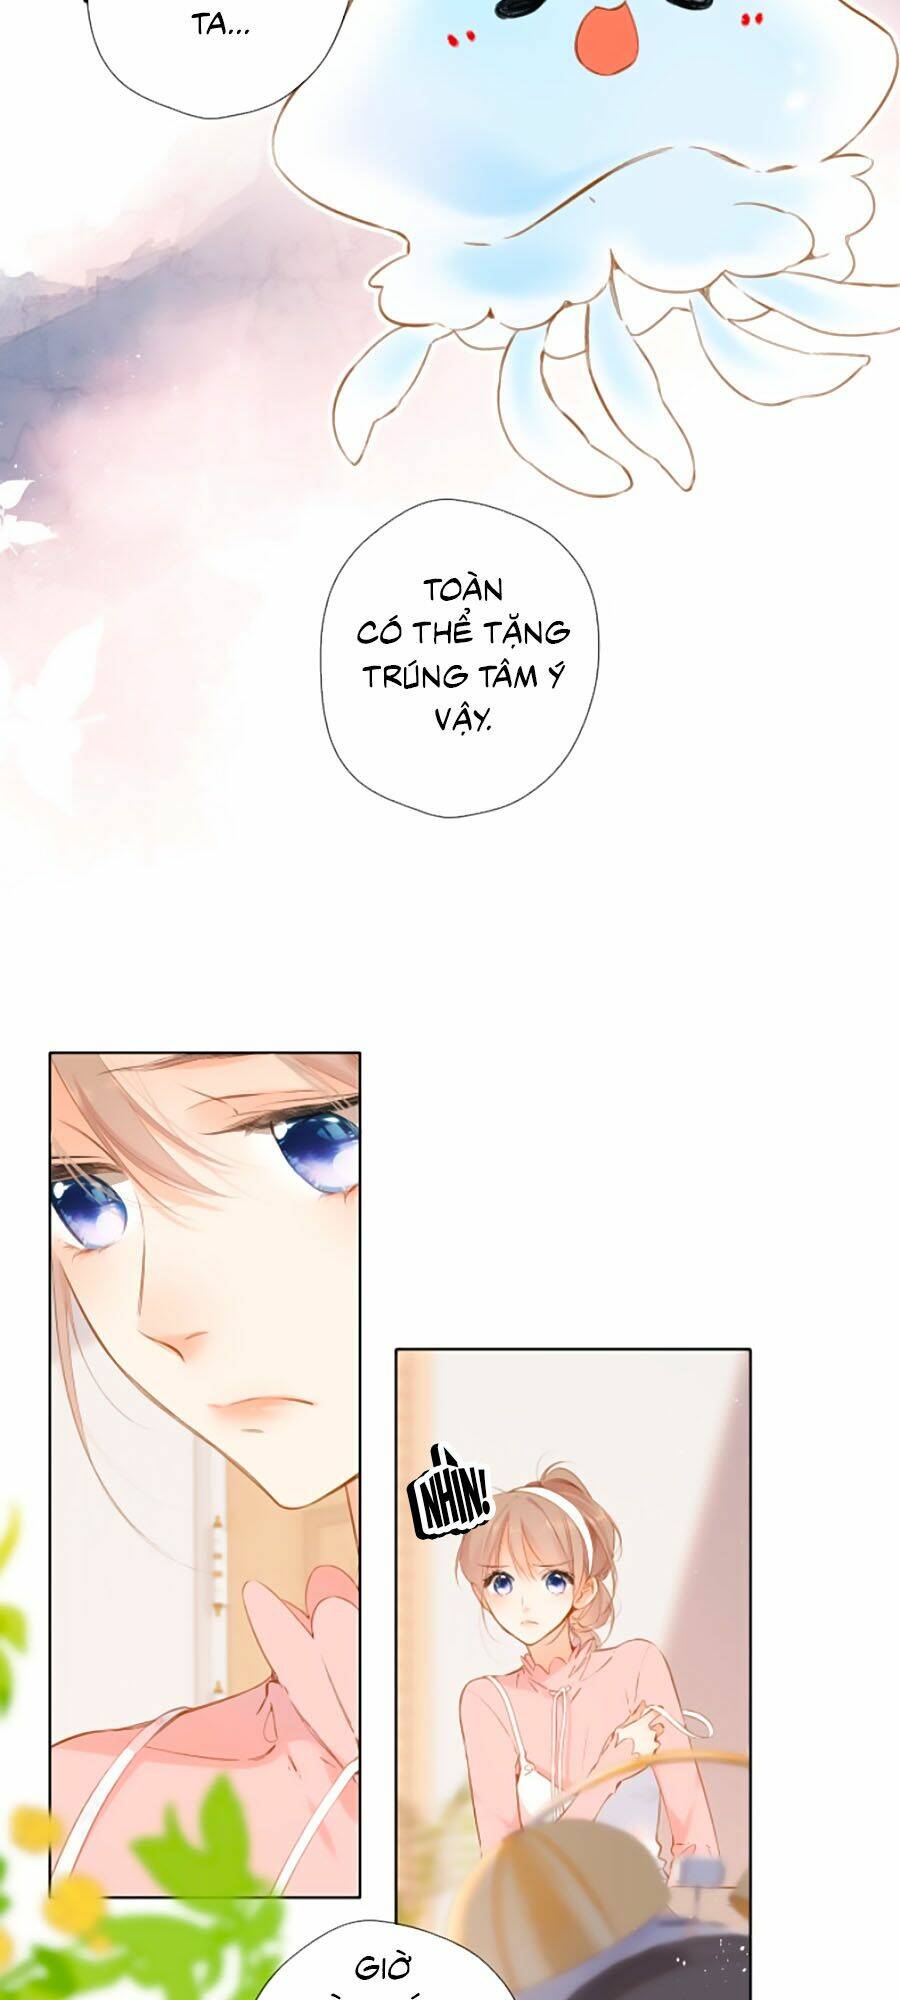 TA...
TOÀN
CÓ THỂ TẶNG
TRÚNG TÂM Ý
VẬY.
NHÌN!
GIỜ